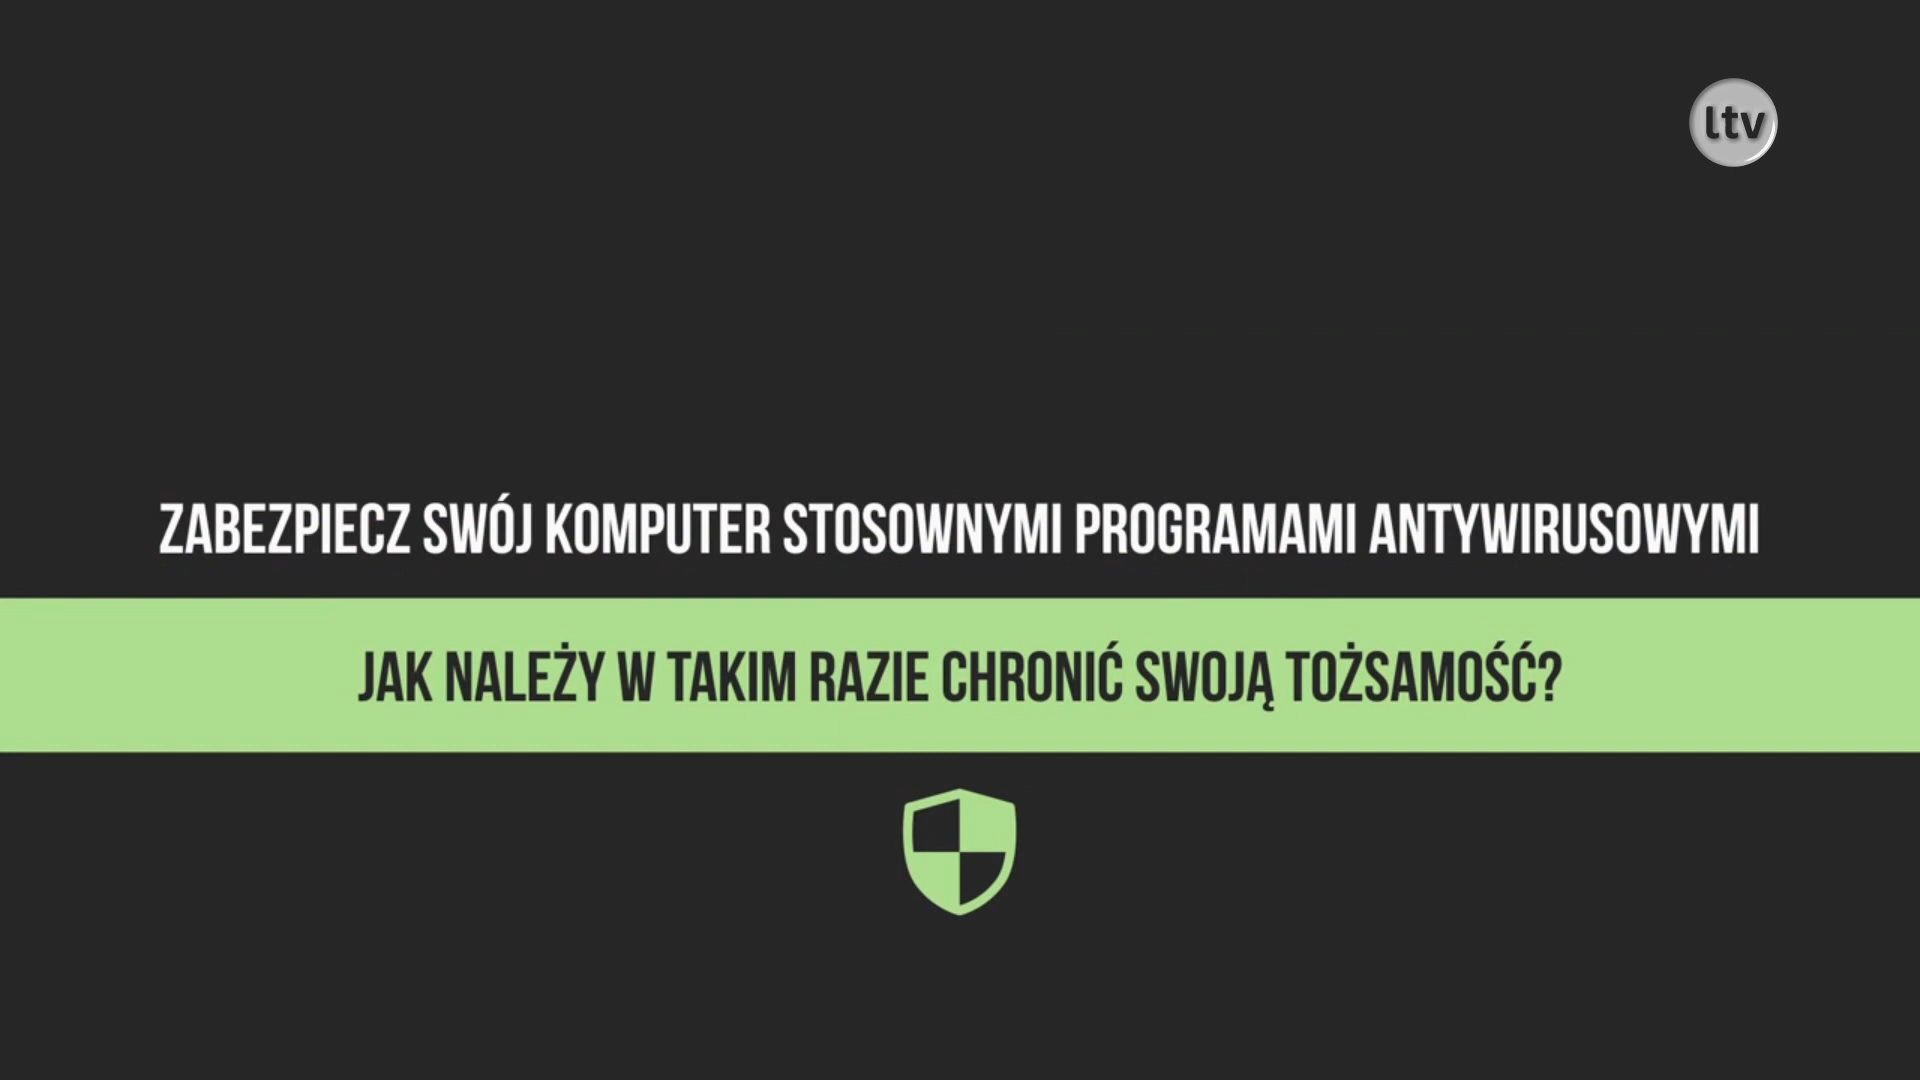 ltv
ZABEZPIECZ SWÓJ KOMPUTER STOSOWNYMI PROGRAMAMI ANTYWIRUSOWYMI
JAK NALEŻY W TAKIM RAZIE CHRONIĆ SWOJĄ TOŻSAMOŚĆ?